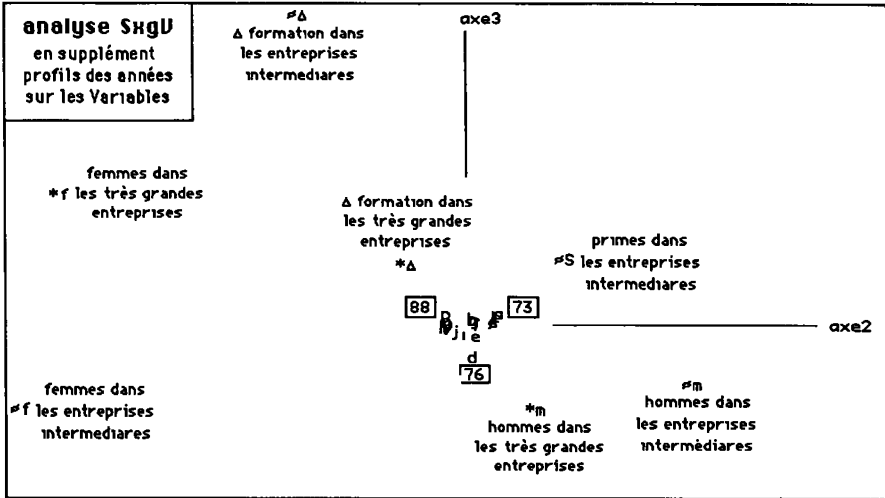 analyse SxgV
en supplément
profils des années
sur les Variables
≠Δ
Δ formation dans
les entreprises
intermediares
axe3
femmes dans
*f les très grandes
entreprises
Δ formation dans
les très grandes
entreprises
*Δ
primes dans
≠S les entreprises
intermediares
88
73
j
e
axe2
d
76
femmes dans
≠f les entreprises
intermediares
*m
hommes dans
les très grandes
entreprises
≠m
hommes dans
les entreprises
intermédiares